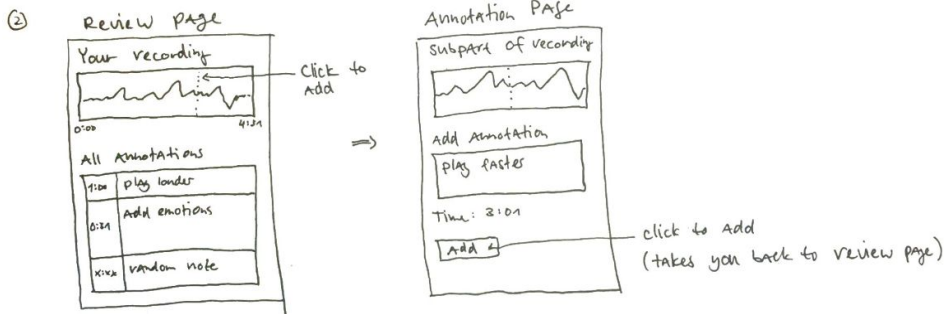 ②
Review Page
Your recording
Click to
Add
0:00
4:31
All Annotations
1:00 play louder
0:31 Add emotions
x:xx random note
⇒
Annotation Page
subpart of recording
Add Annotation
play faster
Time: 3:01
Add
click to Add
(takes you back to review page)